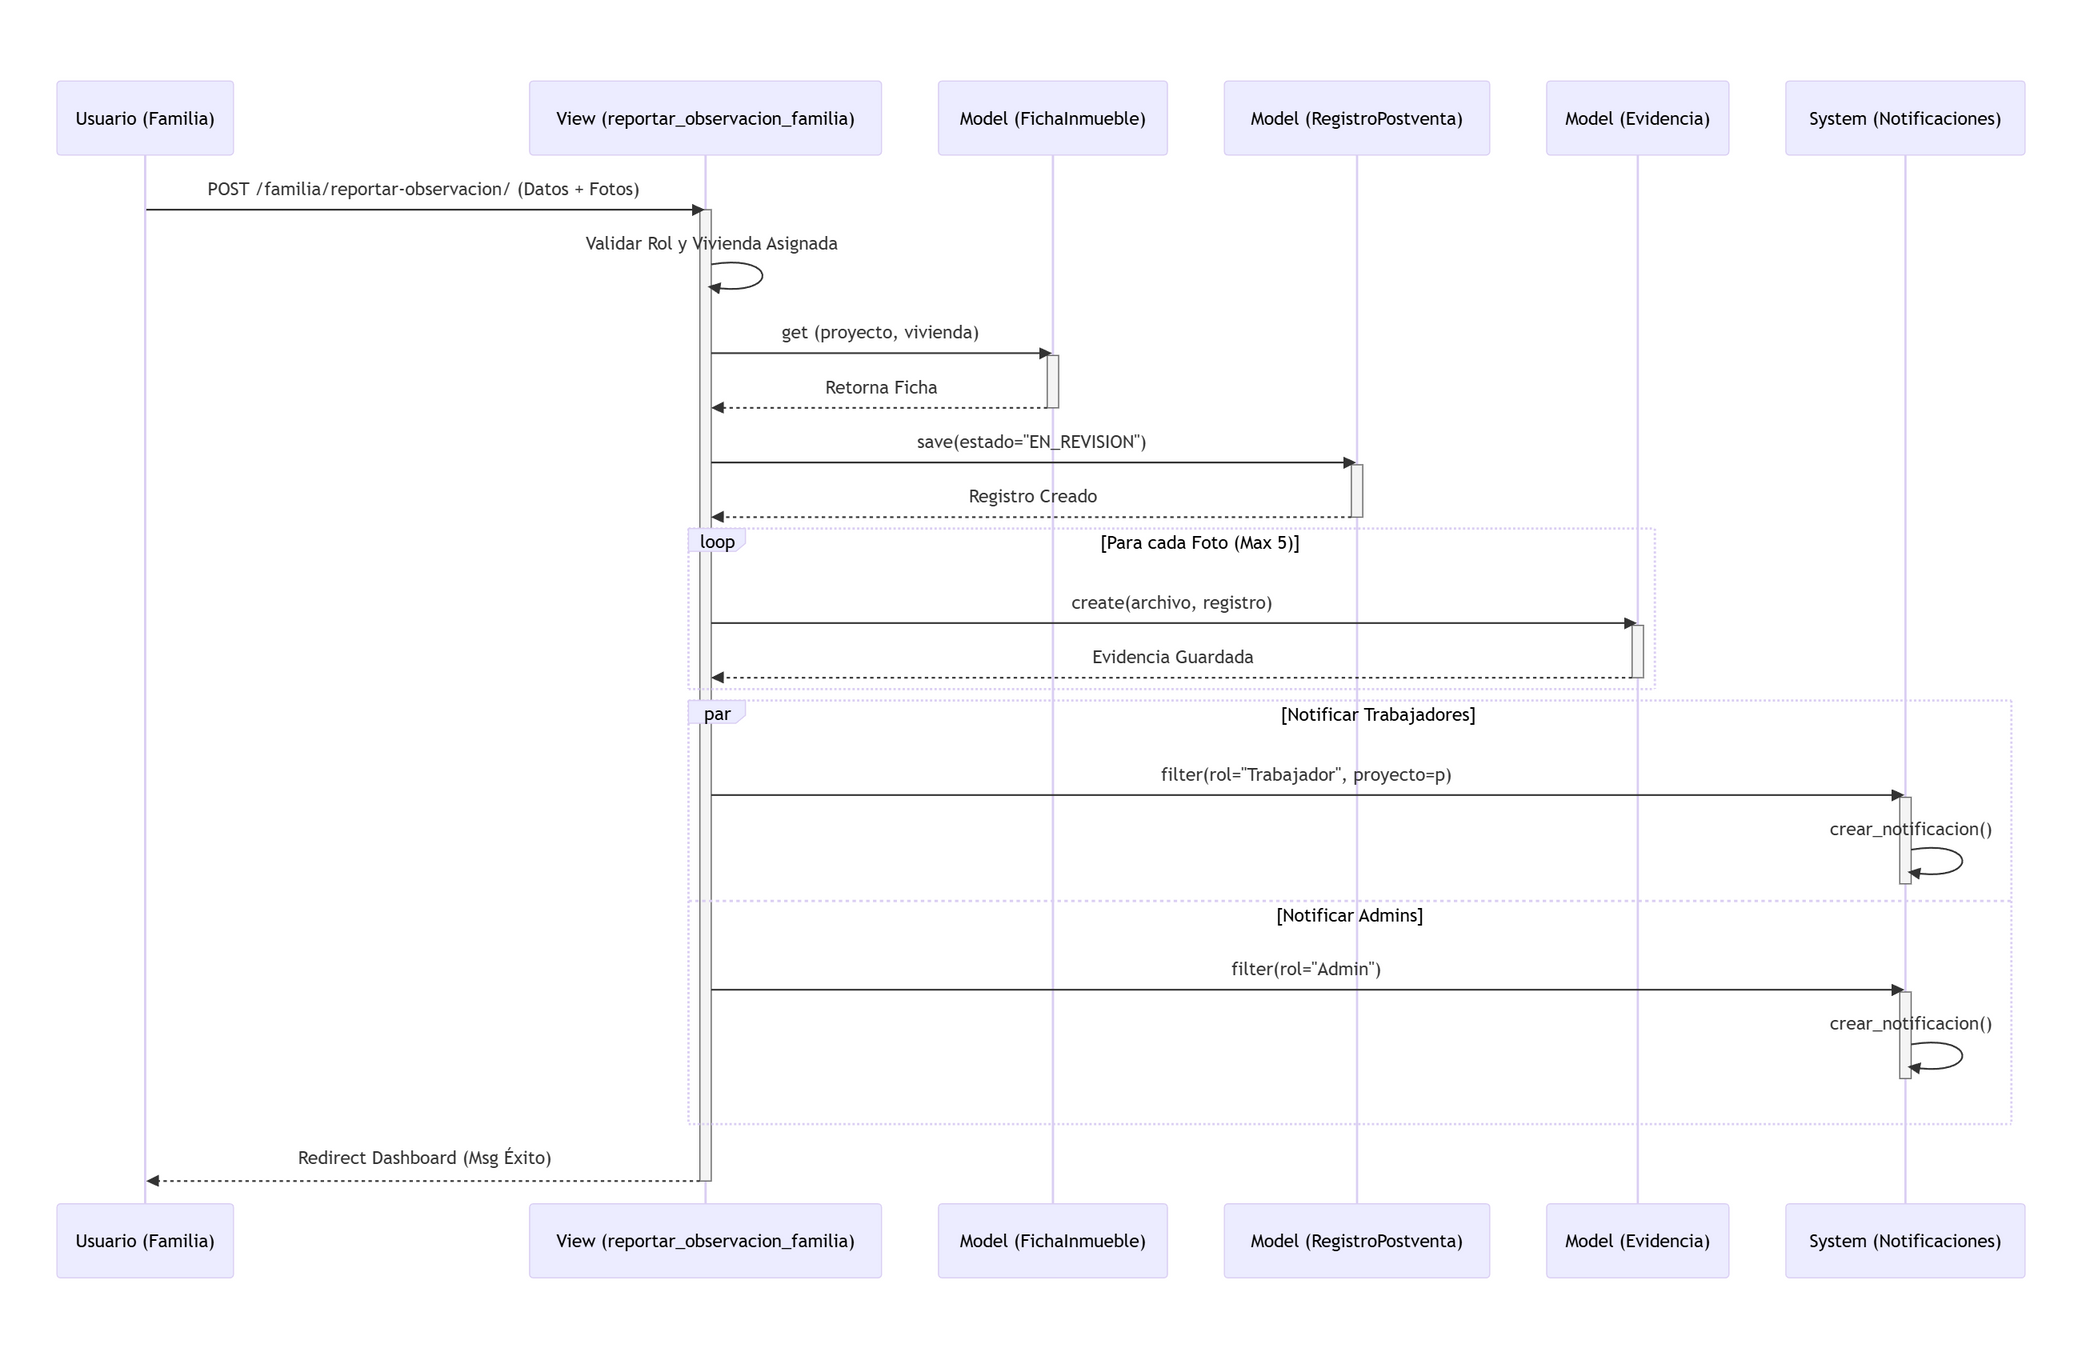 Usuario (Familia)
View (reportar_observacion_familia)
Model (FichaInmueble)
Model (RegistroPostventa)
Model (Evidencia)
System (Notificaciones)
POST /familia/reportar-observacion/ (Datos + Fotos)
Validar Rol y Vivienda Asignada
get (proyecto, vivienda)
Retorna Ficha
save(estado="EN_REVISION")
Registro Creado
loop
[Para cada Foto (Max 5)]
create(archivo, registro)
Evidencia Guardada
par
[Notificar Trabajadores]
filter(rol="Trabajador", proyecto=p)
crear_notificacion()
[Notificar Admins]
filter(rol="Admin")
crear_notificacion()
Redirect Dashboard (Msg Éxito)
Usuario (Familia)
View (reportar_observacion_familia)
Model (FichaInmueble)
Model (RegistroPostventa)
Model (Evidencia)
System (Notificaciones)